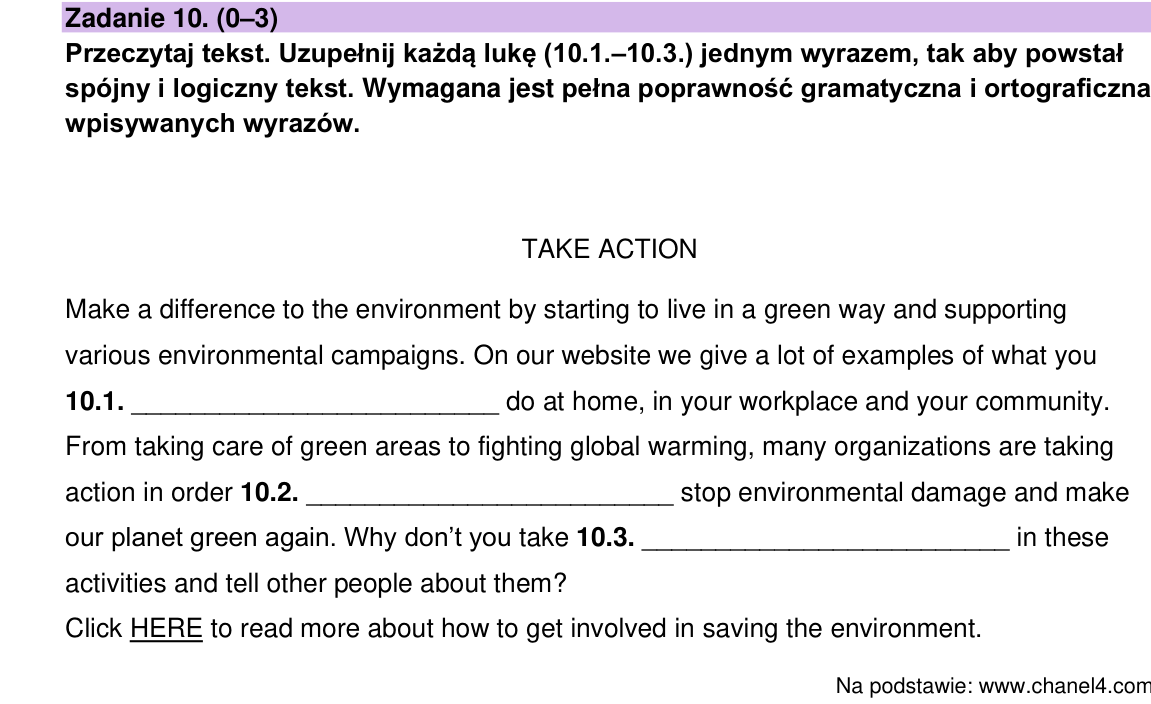 Zadanie 10. (0–3)
Przeczytaj tekst. Uzupełnij każdą lukę (10.1.–10.3.) jednym wyrazem, tak aby powstał
spójny i logiczny tekst. Wymagana jest pełna poprawność gramatyczna i ortograficzna
wpisywanych wyrazów.
TAKE ACTION
Make a difference to the environment by starting to live in a green way and supporting
various environmental campaigns. On our website we give a lot of examples of what you
10.1. _________________________ do at home, in your workplace and your community.
From taking care of green areas to fighting global warming, many organizations are taking
action in order 10.2. _________________________ stop environmental damage and make
our planet green again. Why don’t you take 10.3. _________________________ in these
activities and tell other people about them?
Click HERE to read more about how to get involved in saving the environment.
Na podstawie: www.chanel4.com